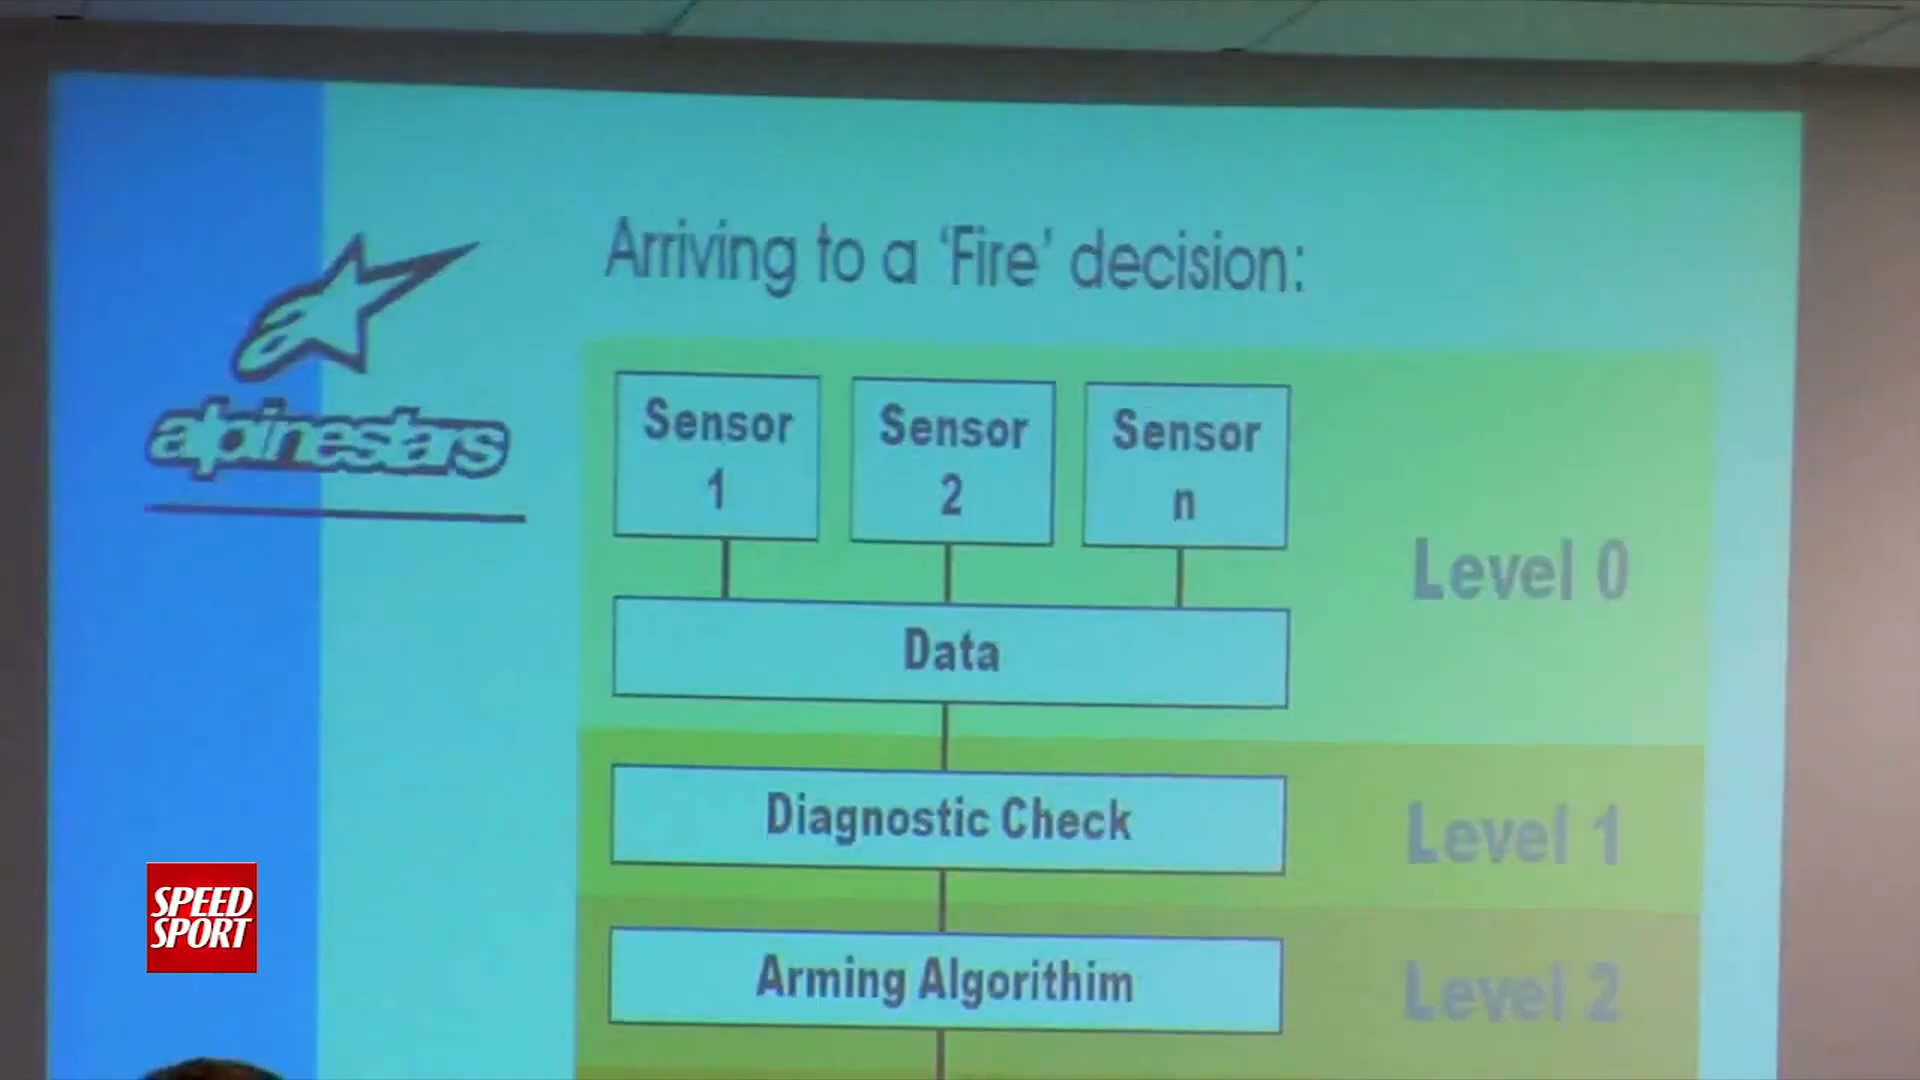 Arriving to a 'Fire' decision:
alpinestars
Sensor
1
Sensor
2
Sensor
n
Level 0
Data
Diagnostic Check
Level 1
Arming Algorithim
Level 2
SPEED
SPORT